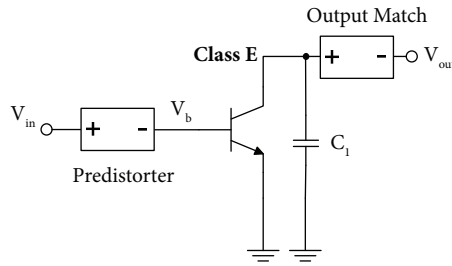 Output Match
Class E
+ -
V_ou
V_in
V_b
+ -
C_1
Predistorter